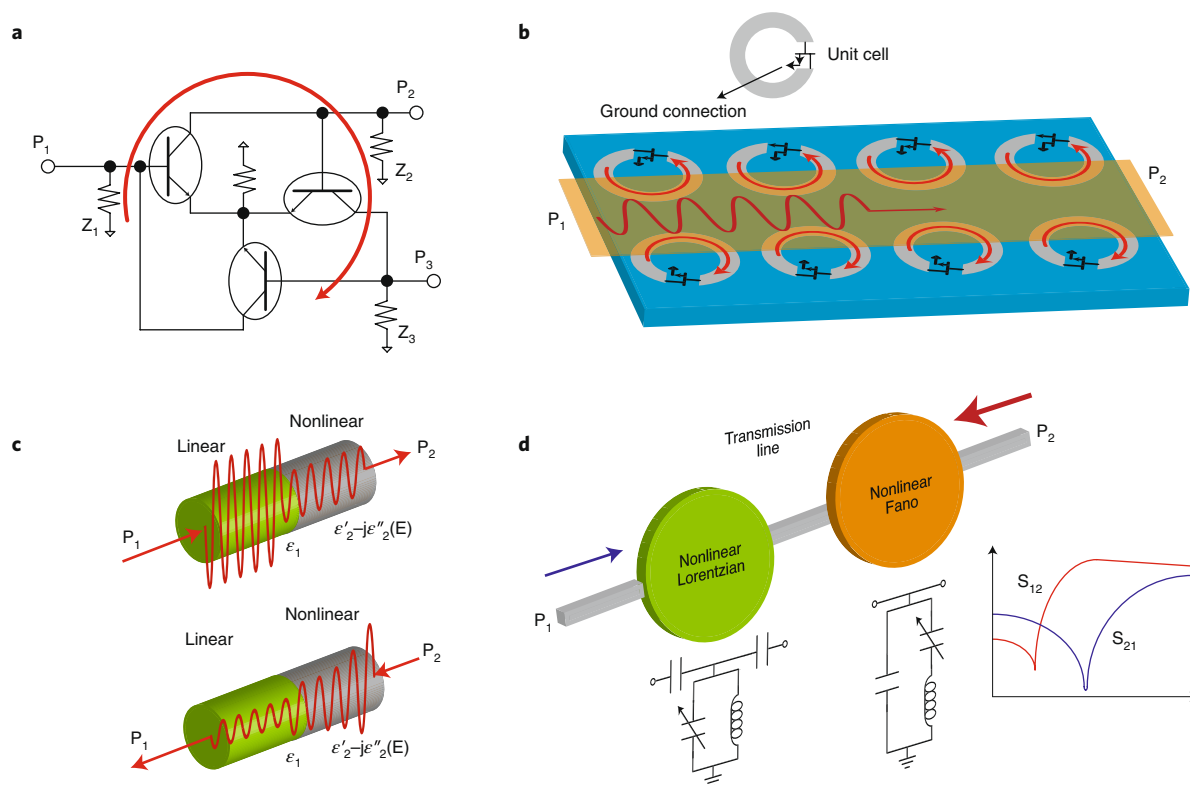 a
P1
Z1
P2
Z2
P3
Z3
b
Unit cell
Ground connection
P1
P2
c
Nonlinear
Linear
P2
P1
ε1
ε′2–jε″2(E)
Nonlinear
Linear
P2
P1
ε1
ε′2–jε″2(E)
d
Transmission
line
P2
Nonlinear
Fano
Nonlinear
Lorentzian
P1
S12
S21